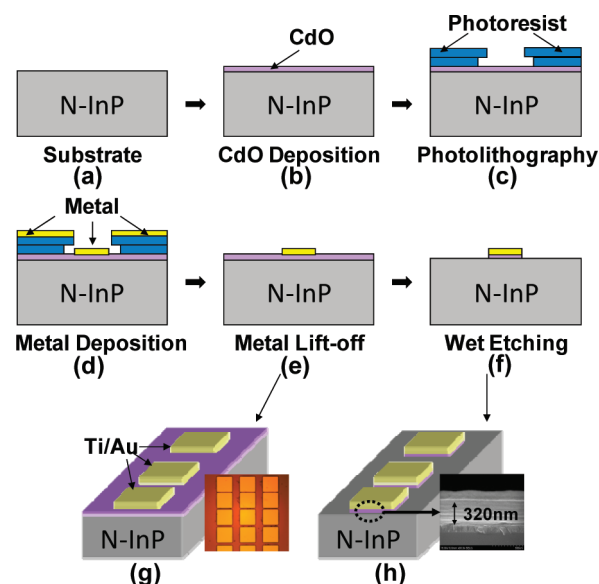 CdO
Photoresist
N-InP
N-InP
N-InP
Substrate
CdO Deposition
Photolithography
(a)
(b)
(c)
Metal
N-InP
N-InP
N-InP
Metal Deposition
Metal Lift-off
Wet Etching
(d)
(e)
(f)
Ti/Au
320nm
N-InP
N-InP
(g)
(h)